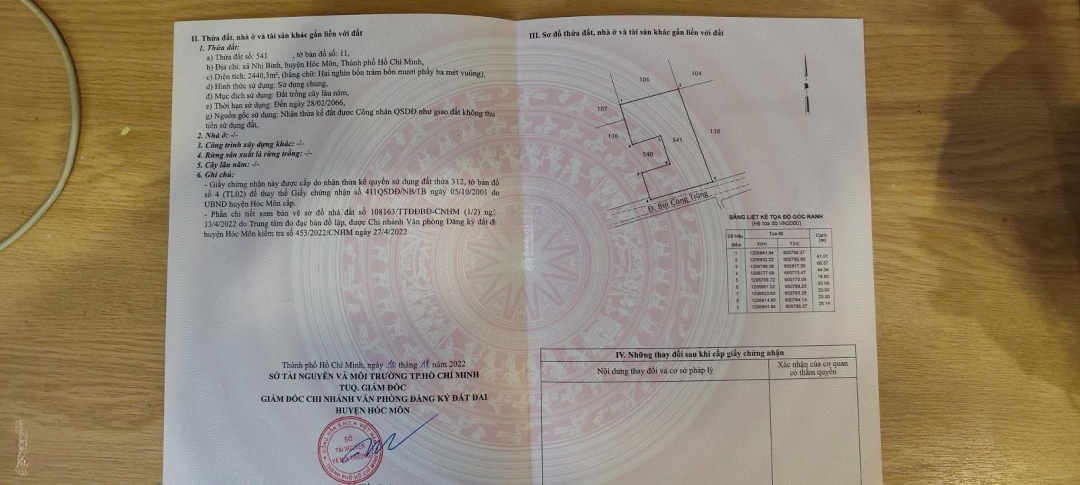 II. Thửa đất, nhà ở và tài sản khác gắn liền với đất
1. Thửa đất:
a) Thửa đất số: 541 , tờ bản đồ số: 11,
b) Địa chỉ: xã Nhị Bình, huyện Hóc Môn, Thành phố Hồ Chí Minh,
c) Diện tích: 2440,3m², (bằng chữ: Hai nghìn bốn trăm bốn mươi phẩy ba mét vuông),
d) Hình thức sử dụng: Sử dụng chung,
đ) Mục đích sử dụng: Đất trồng cây lâu năm,
e) Thời hạn sử dụng: Đến ngày 28/02/2066,
g) Nguồn gốc sử dụng: Nhận thừa kế đất được Công nhận QSDĐ như giao đất không thu
tiền sử dụng đất,
2. Nhà ở: -/-
3. Công trình xây dựng khác: -/-
4. Rừng sản xuất là rừng trồng: -/-
5. Cây lâu năm: -/-
6. Ghi chú:
- Giấy chứng nhận này được cấp do nhận thừa kế quyền sử dụng đất thửa 312, tờ bản đồ
số 4 (TL02) để thay thế Giấy chứng nhận số 411QSDĐ/NB/1B ngày 05/10/2001 do
UBND huyện Hóc Môn cấp.
- Phần chi tiết xem bản vẽ sơ đồ nhà đất số 108163/TTĐĐBĐ-CNHM (1/2) ng
13/4/2022 do Trung tâm đo đạc bản đồ lập, được Chi nhánh Văn phòng Đăng ký đất đ
huyện Hóc Môn kiểm tra số 453/2022/CNHM ngày 27/4/2022
Thành phố Hồ Chí Minh, ngày tháng 2022
SỞ TÀI NGUYÊN VÀ MÔI TRƯỜNG TP.HỒ CHÍ MINH
TUQ. GIÁM ĐỐC
GIÁM ĐỐC CHI NHÁNH VĂN PHÒNG ĐĂNG KÝ ĐẤT ĐAI
HUYỆN HÓC MÔN
SỞ
TÀI NGUYÊN
VÀ MÔI TRƯỜNG
III. Sơ đồ thửa đất, nhà ở và tài sản khác gắn liền với đất
106
104
107
136
541
138
540
Đ. Bùi Công Trừng
BẢNG LIỆT KÊ TỌA ĐỘ GÓC RANH
(Hệ tọa độ VN2000)
Số hiệu điểm
Tọa độ
X(m)
Y(m)
Cạnh (m)
IV. Những thay đổi sau khi cấp giấy chứng nhận
Nội dung thay đổi và cơ sở pháp lý
Xác nhận của cơ quan
có thẩm quyền